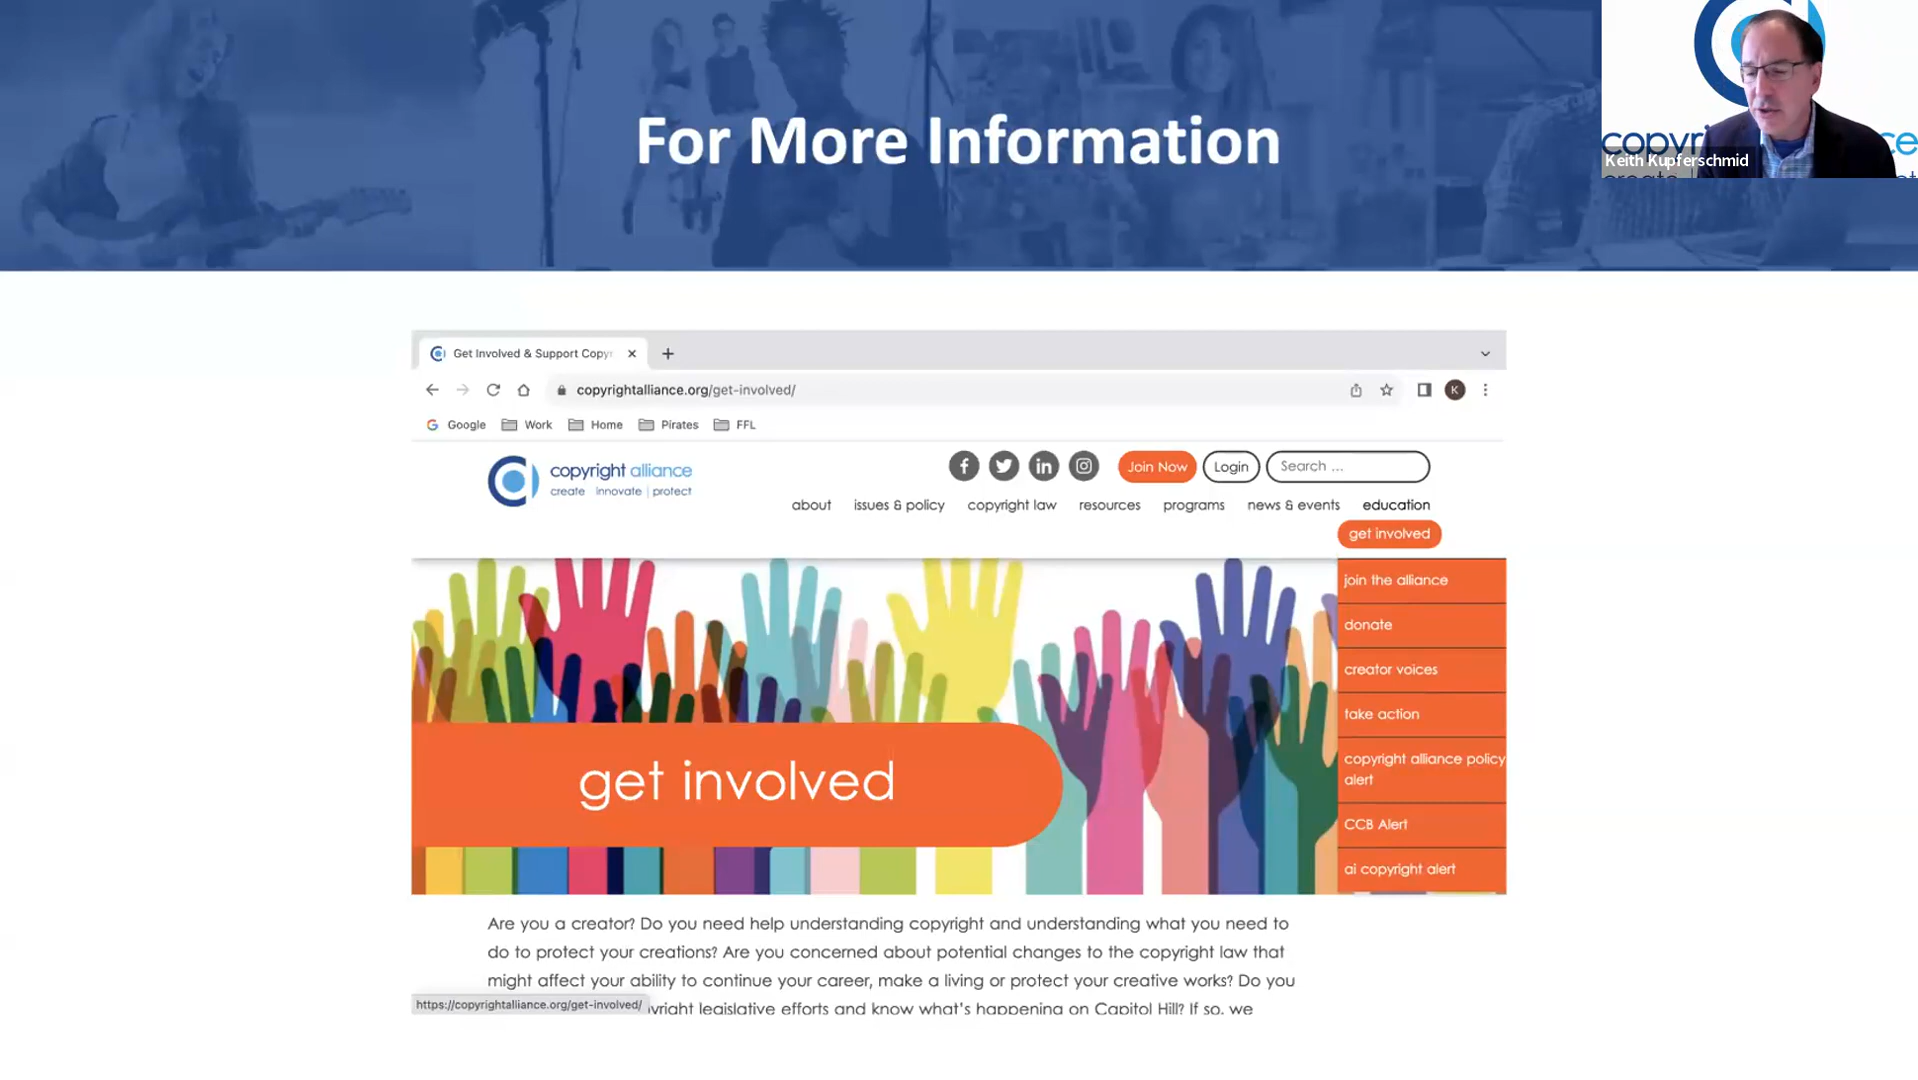 For More Information
copyri
ce
Keith Kupferschmid
Get Involved & Support Copyr
copyrightalliance.org/get-involved/
K
Google Work Home Pirates FFL
copyright alliance
create innovate | protect
Join Now Login Search ...
about issues & policy copyright law resources programs news & events education
get involved
join the alliance
donate
creator voices
take action
copyright alliance policy
alert
CCB Alert
ai copyright alert
get involved
Are you a creator? Do you need help understanding copyright and understanding what you need to
do to protect your creations? Are you concerned about potential changes to the copyright law that
might affect your ability to continue your career, make a living or protect your creative works? Do you
yright legislative efforts and know what's happening on Capitol Hill? If so, we
https://copyrightalliance.org/get-involved/